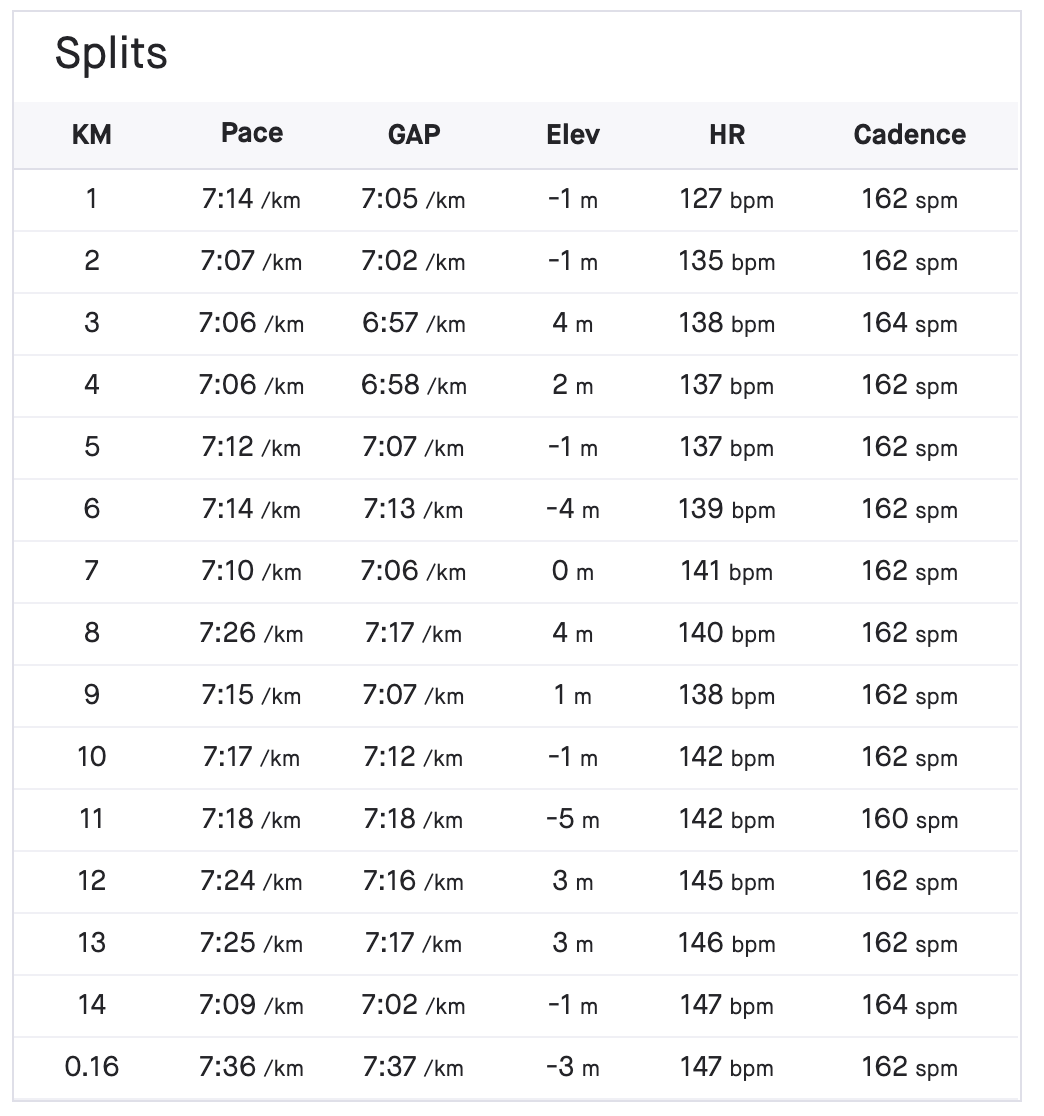 Splits
KM Pace GAP Elev HR Cadence
1 7:14 /km 7:05 /km -1 m 127 bpm 162 spm
2 7:07 /km 7:02 /km -1 m 135 bpm 162 spm
3 7:06 /km 6:57 /km 4 m 138 bpm 164 spm
4 7:06 /km 6:58 /km 2 m 137 bpm 162 spm
5 7:12 /km 7:07 /km -1 m 137 bpm 162 spm
6 7:14 /km 7:13 /km -4 m 139 bpm 162 spm
7 7:10 /km 7:06 /km 0 m 141 bpm 162 spm
8 7:26 /km 7:17 /km 4 m 140 bpm 162 spm
9 7:15 /km 7:07 /km 1 m 138 bpm 162 spm
10 7:17 /km 7:12 /km -1 m 142 bpm 162 spm
11 7:18 /km 7:18 /km -5 m 142 bpm 160 spm
12 7:24 /km 7:16 /km 3 m 145 bpm 162 spm
13 7:25 /km 7:17 /km 3 m 146 bpm 162 spm
14 7:09 /km 7:02 /km -1 m 147 bpm 164 spm
0.16 7:36 /km 7:37 /km -3 m 147 bpm 162 spm